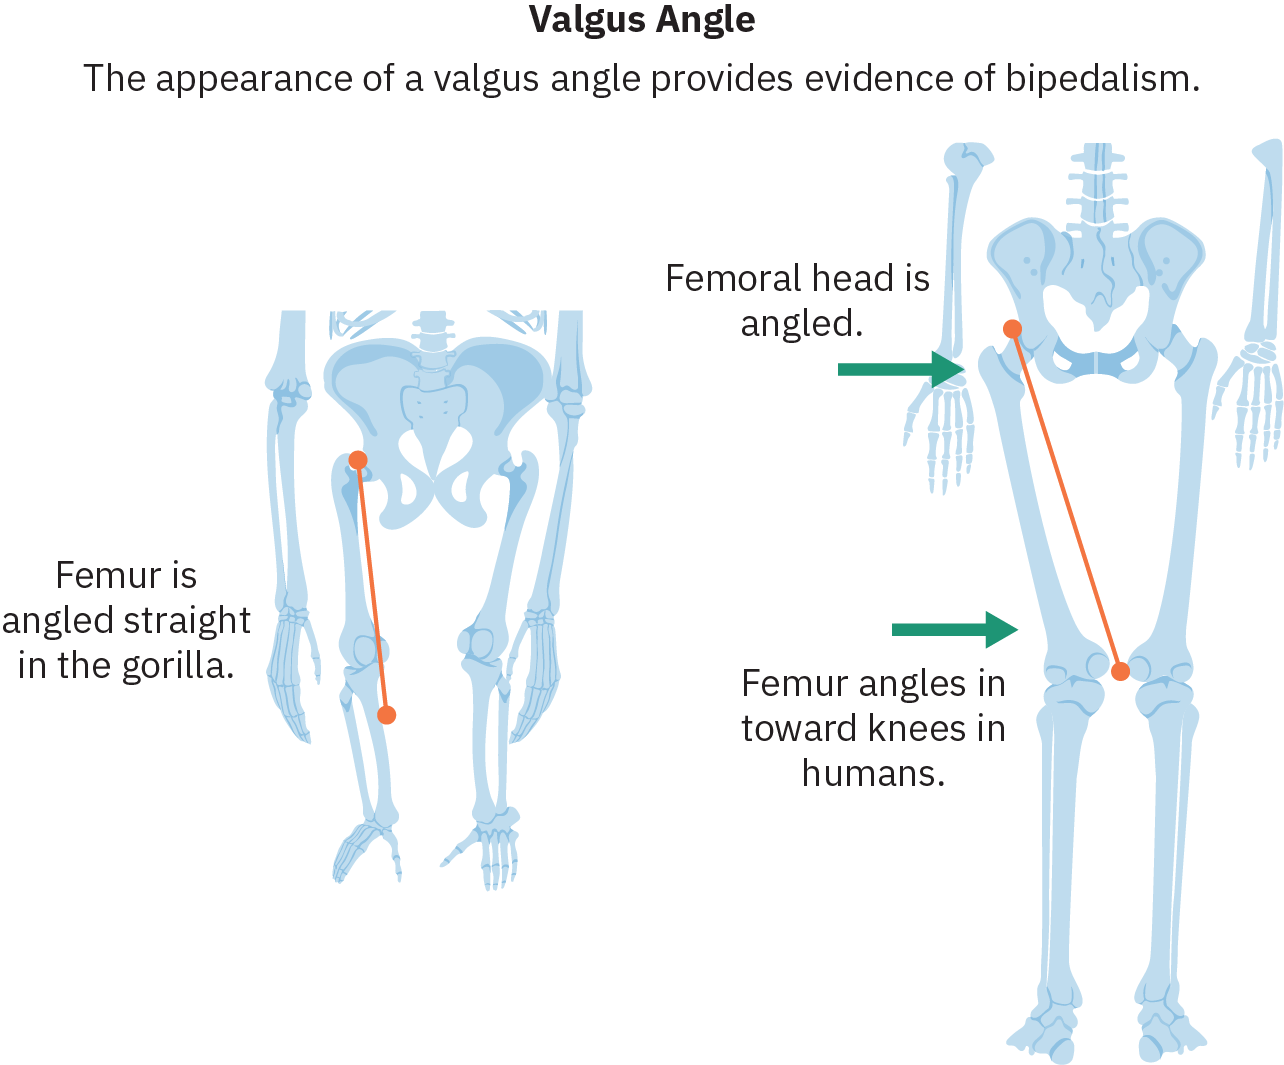 Valgus Angle
The appearance of a valgus angle provides evidence of bipedalism.
Femoral head is
angled.
Femur is
angled straight
in the gorilla.
Femur angles in
toward knees in
humans.